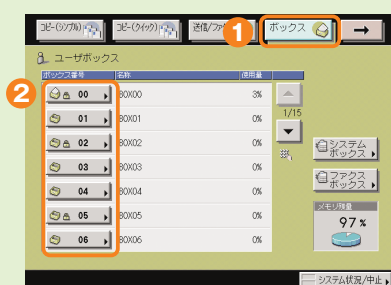 コピー(シンプル)
コピー(クイック)
送信/ファ
1
ボックス
→
ユーザボックス
2
ボックス番号 名称 使用量
00 BOX00 3%
01 BOX01 0%
02 BOX02 0%
03 BOX03 0%
04 BOX04 0%
05 BOX05 0%
06 BOX06 0%
1/15
システム
ボックス
ファクス
ボックス
メモリ残量
97%
システム状況/中止